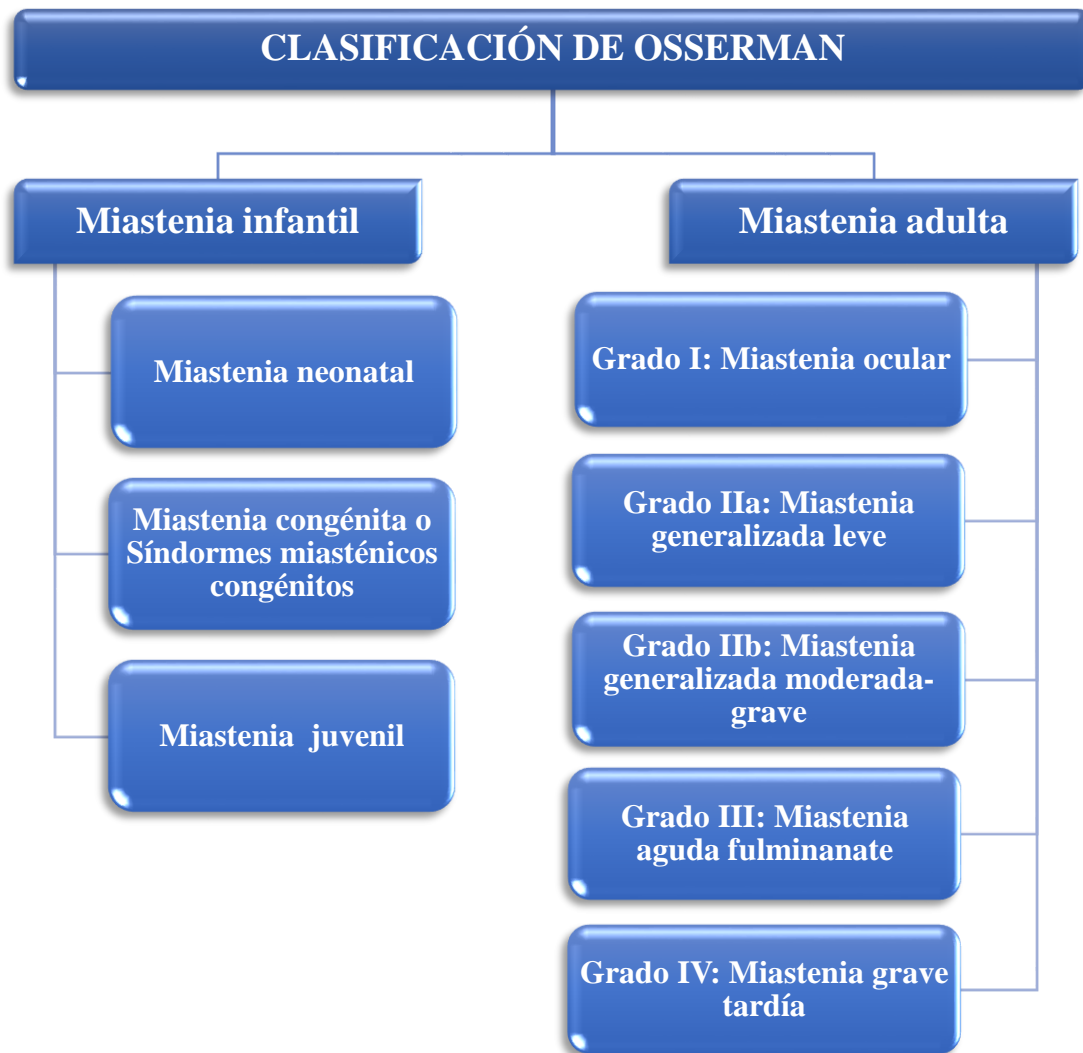 CLASIFICACIÓN DE OSSERMAN
Miastenia infantil
Miastenia neonatal
Miastenia congénita o
Síndormes miasténicos
congénitos
Miastenia juvenil
Miastenia adulta
Grado I: Miastenia ocular
Grado IIa: Miastenia
generalizada leve
Grado IIb: Miastenia
generalizada moderada-
grave
Grado III: Miastenia
aguda fulminanate
Grado IV: Miastenia grave
tardía